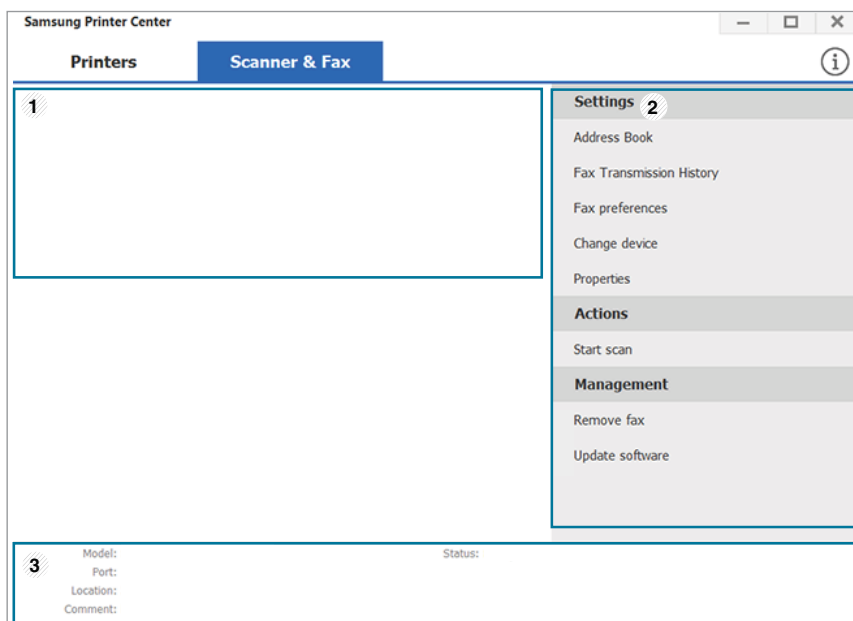 Samsung Printer Center
Printers
Scanner & Fax
1
Settings 2
Address Book
Fax Transmission History
Fax preferences
Change device
Properties
Actions
Start scan
Management
Remove fax
Update software
3
Model:
Status:
Port:
Location:
Comment: